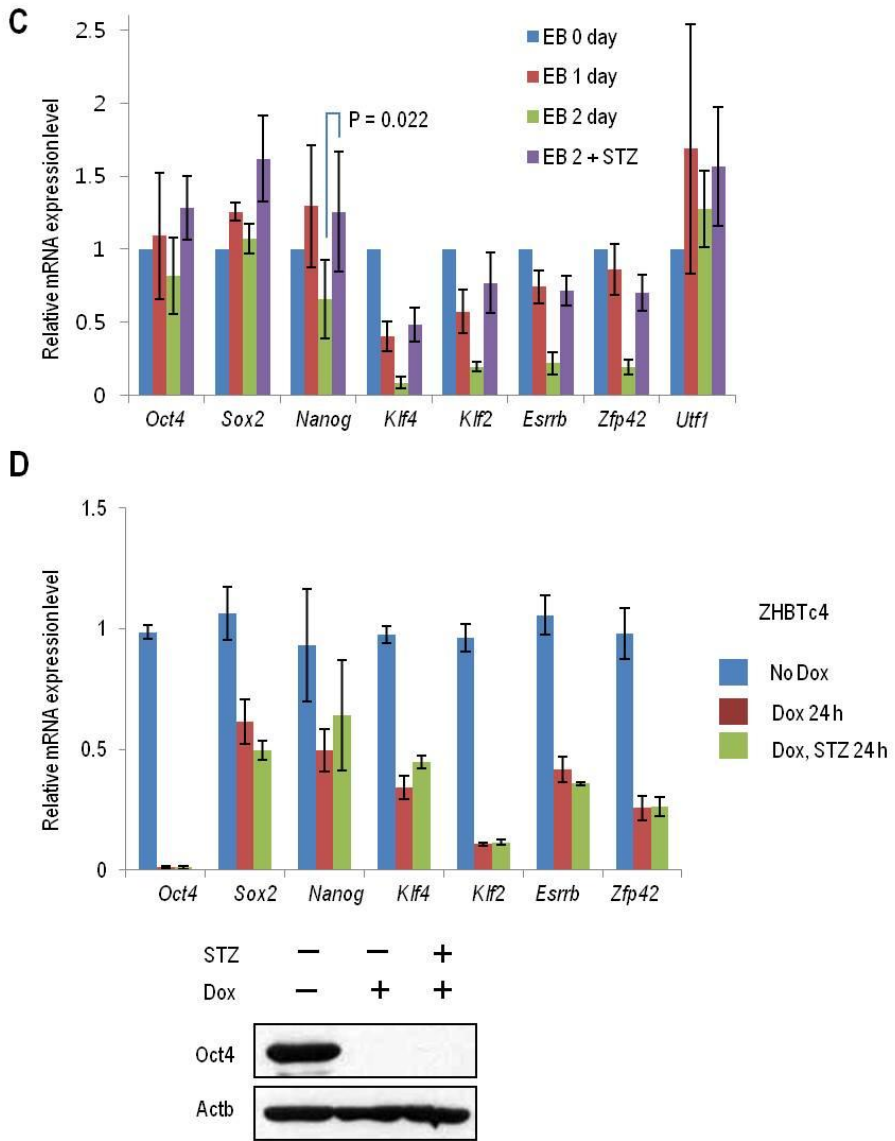 C
Relative mRNA expression level
2.5
2
1.5
1
0.5
0
EB 0 day
EB 1 day
EB 2 day
EB 2 + STZ
P = 0.022
Oct4 Sox2 Nanog Klf4 Klf2 Esrrb Zfp42 Utf1
D
Relative mRNA expression level
1.5
1
0.5
0
ZHBTc4
No Dox
Dox 24 h
Dox, STZ 24 h
Oct4 Sox2 Nanog Klf4 Klf2 Esrrb Zfp42
STZ — — +
Dox — + +
Oct4
Actb